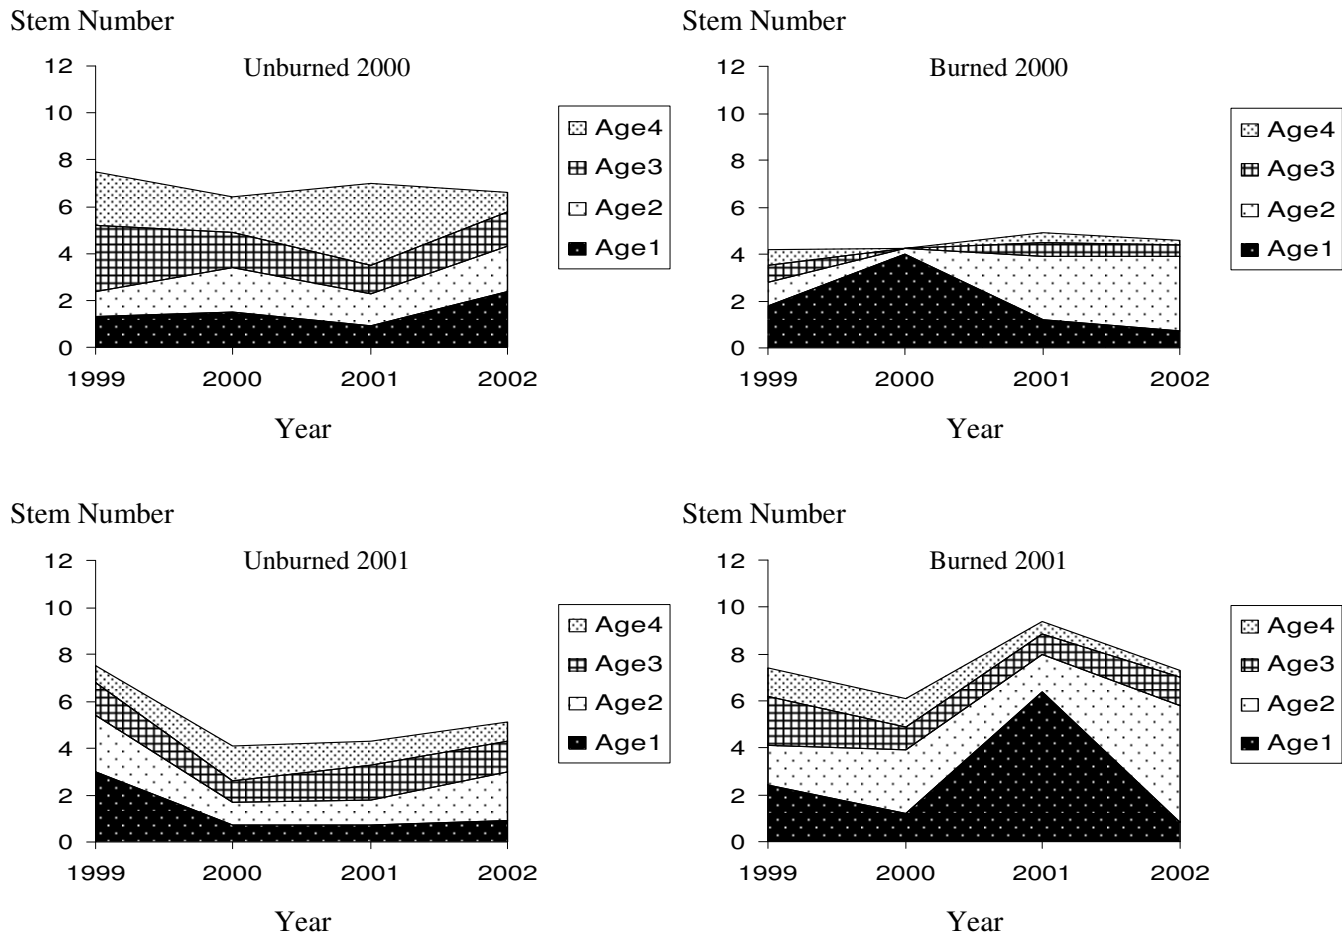 Stem Number
Unburned 2000
12
10
8
6
4
2
0
1999 2000 2001 2002
Year
Age4
Age3
Age2
Age1
Stem Number
Burned 2000
12
10
8
6
4
2
0
1999 2000 2001 2002
Year
Age4
Age3
Age2
Age1
Stem Number
Unburned 2001
12
10
8
6
4
2
0
1999 2000 2001 2002
Year
Age4
Age3
Age2
Age1
Stem Number
Burned 2001
12
10
8
6
4
2
0
1999 2000 2001 2002
Year
Age4
Age3
Age2
Age1